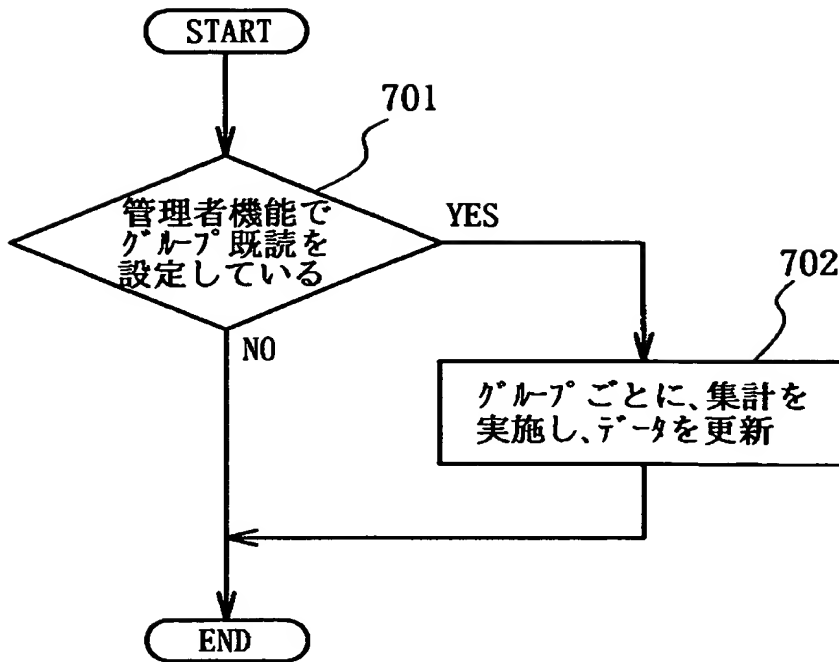 START
701
管理者機能で
グループ既読を
設定している
YES
702
NO
グループごとに、集計を
実施し、データを更新
END